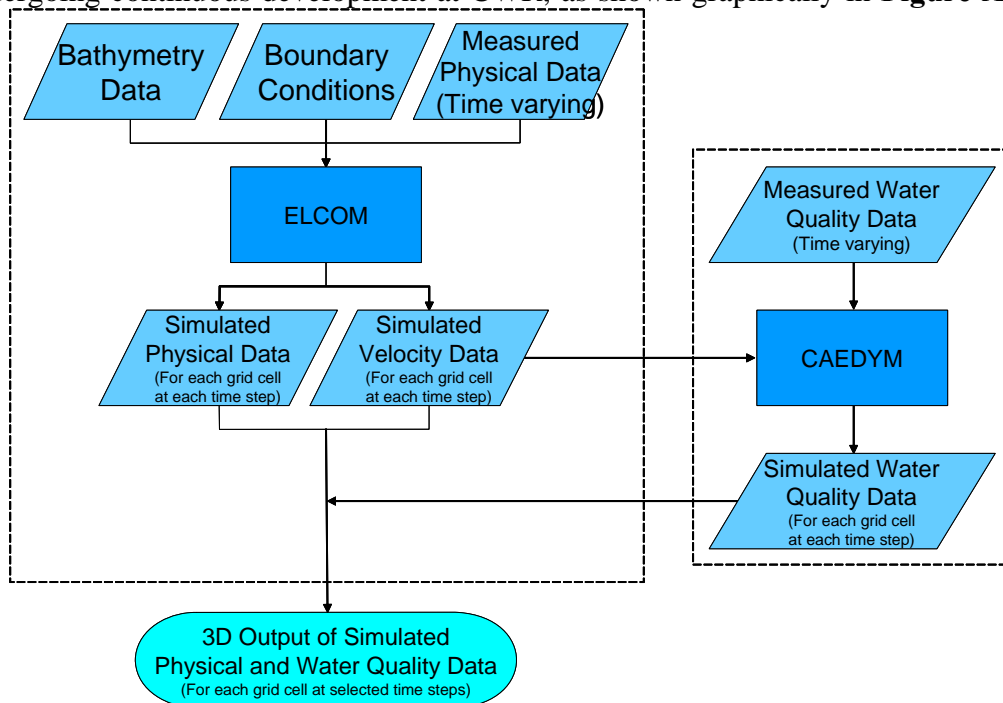 Bathymetry
Data
Boundary
Conditions
Measured
Physical Data
(Time varying)
ELCOM
Simulated
Physical Data
(For each grid cell
at each time step)
Simulated
Velocity Data
(For each grid cell
at each time step)
Measured Water
Quality Data
(Time varying)
CAEDYM
Simulated Water
Quality Data
(For each grid cell
at each time step)
3D Output of Simulated
Physical and Water Quality Data
(For each grid cell at selected time steps)